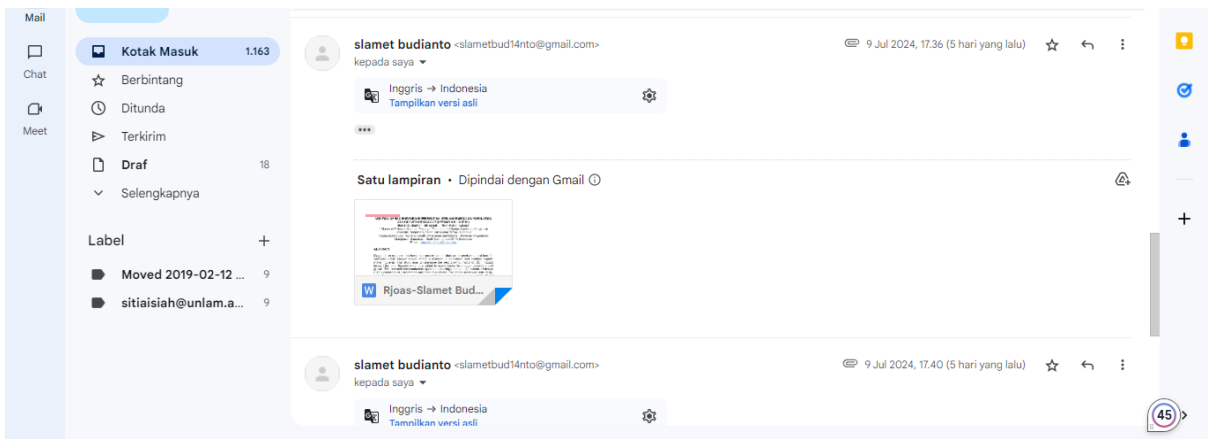 Mail
Chat
Meet
Kotak Masuk 1.163
Berbintang
Ditunda
Terkirim
Draf 18
Selengkapnya
Label
Moved 2019-02-12 ... 9
sitiaisiah@unlam.a... 9
slamet budianto <slametbud14nto@gmail.com>
9 Jul 2024, 17.36 (5 hari yang lalu)
kepada saya
Inggris → Indonesia
Tampilkan versi asli
Satu lampiran • Dipindai dengan Gmail
W Rjoas-Slamet Bud...
slamet budianto <slametbud14nto@gmail.com>
9 Jul 2024, 17.40 (5 hari yang lalu)
kepada saya
Inggris → Indonesia
Tampilkan versi asli
45